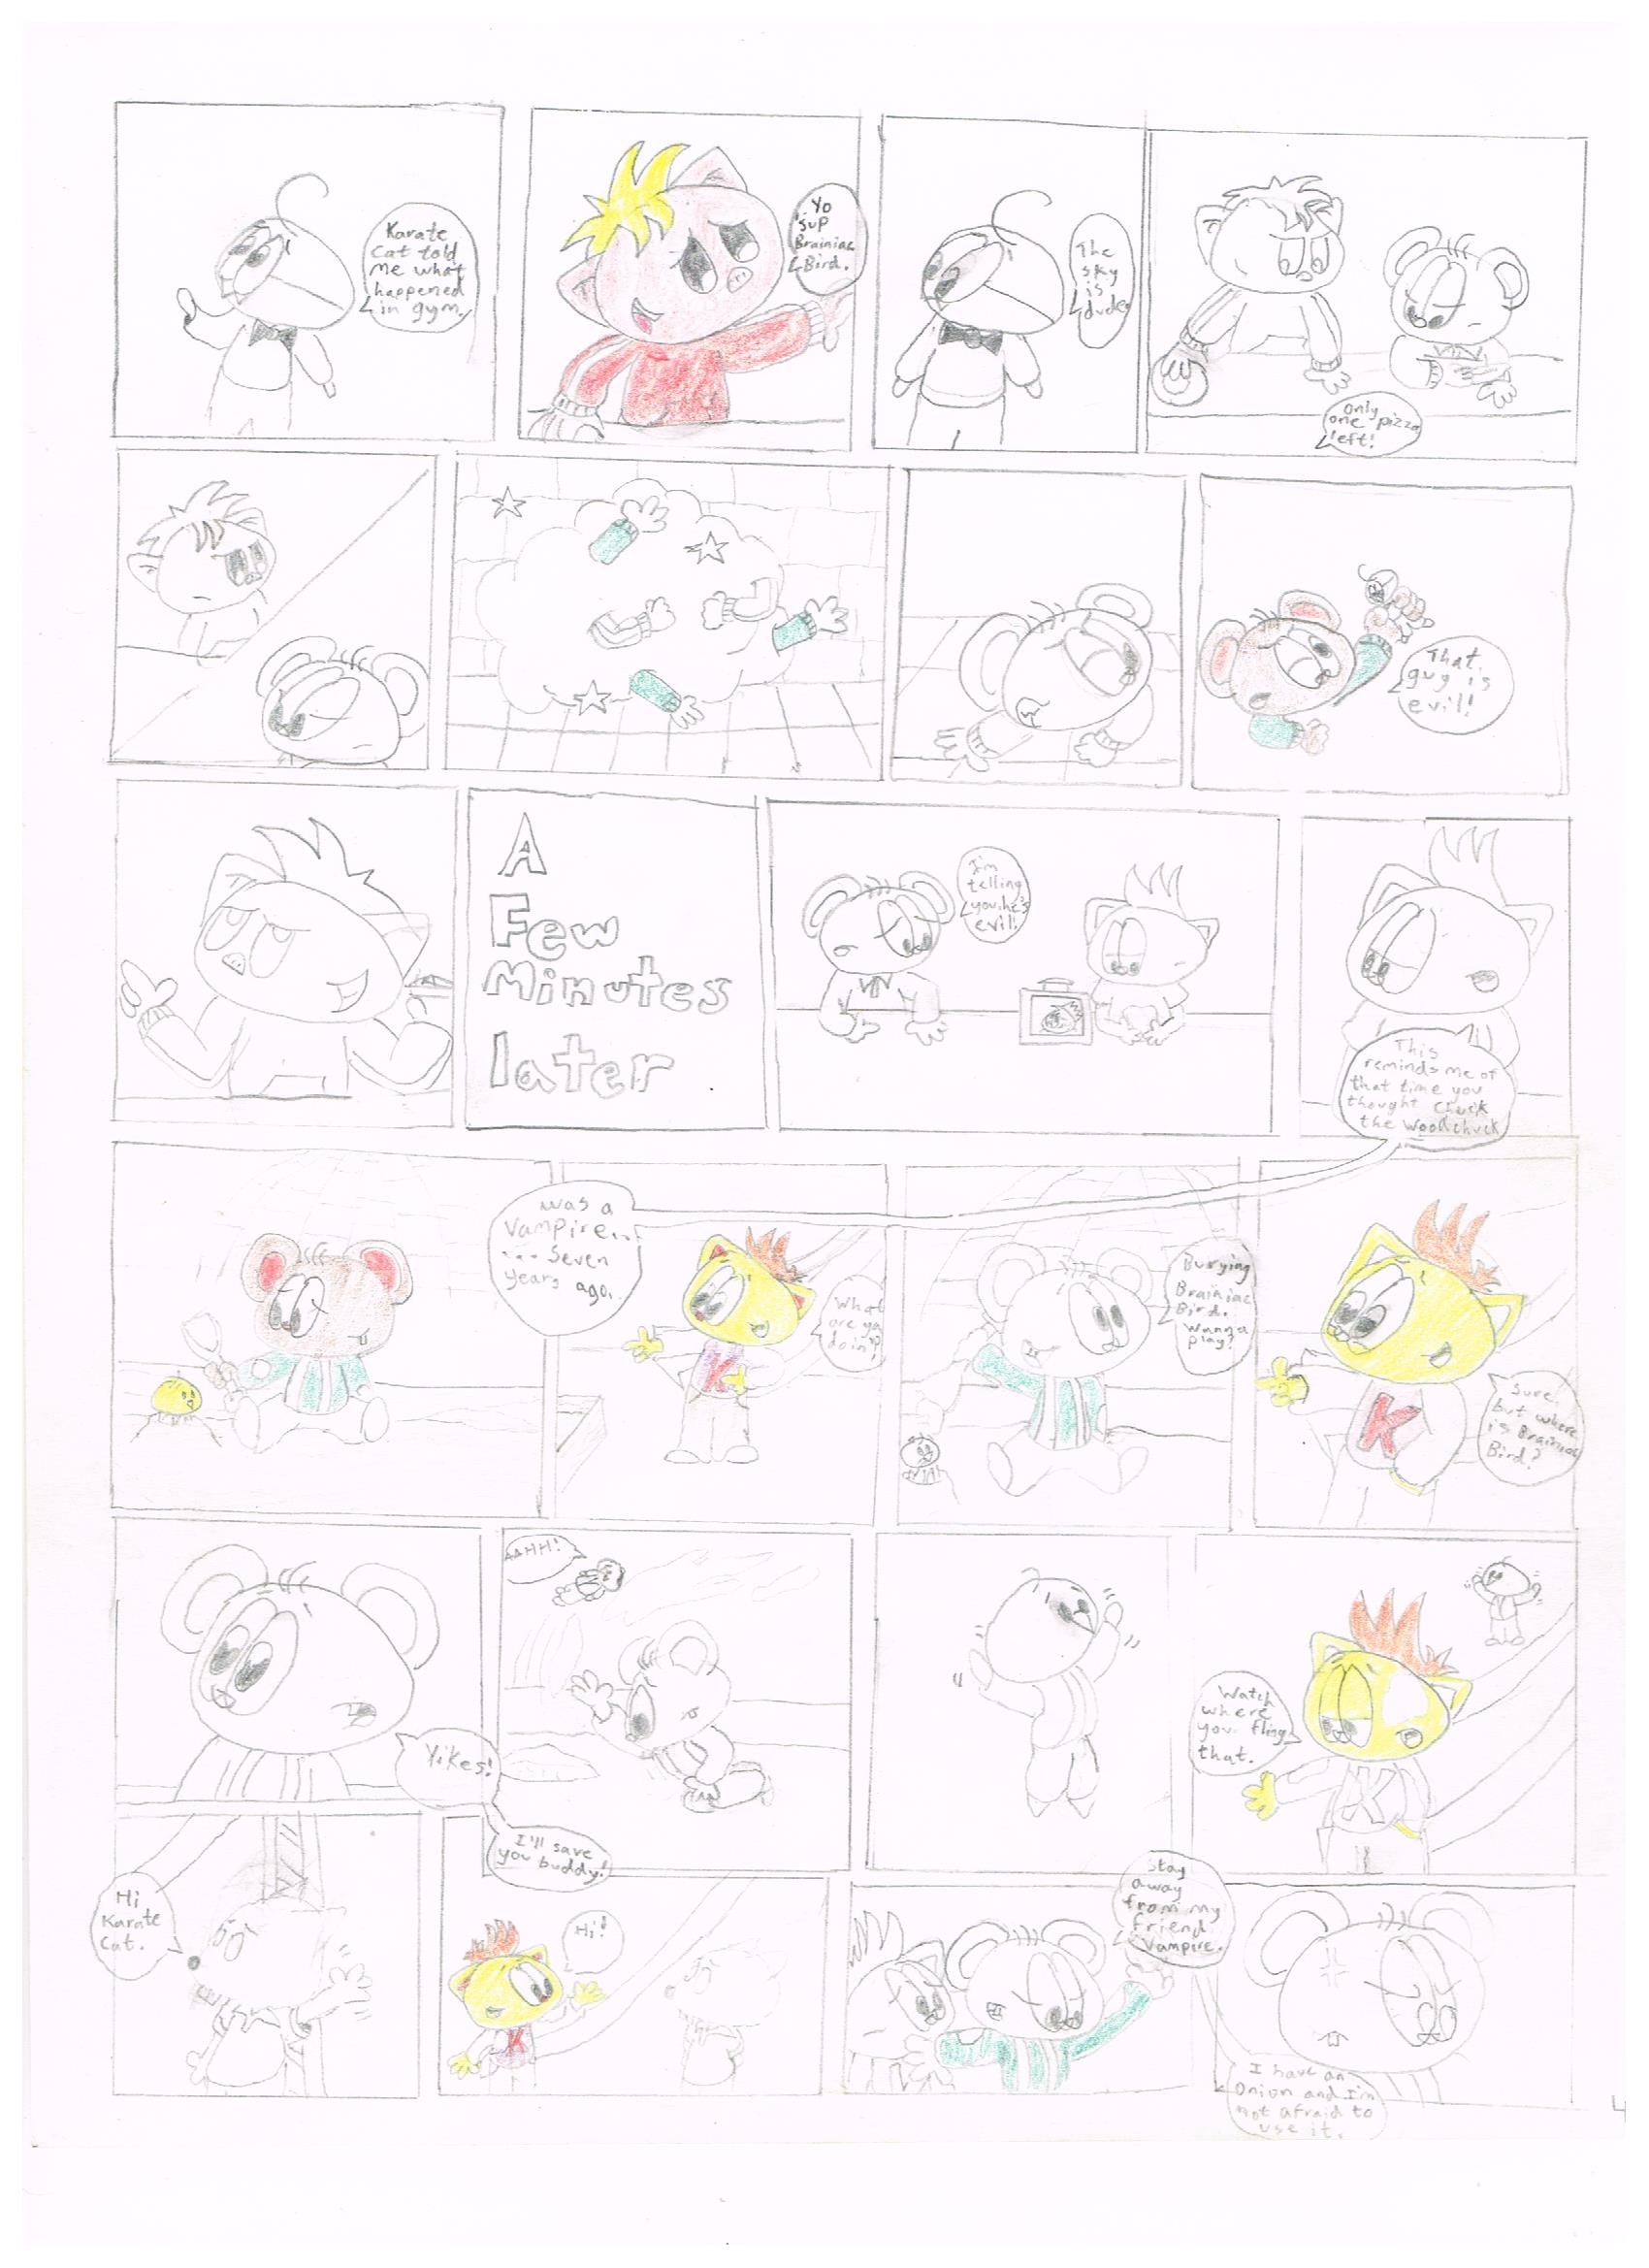 Karate
Cat told
me what
happened
in gym.
Yo
sup
Brainiac
Bird.
The
sky
is
dude
Only
one pizza
left!
That
guy is
evil!
A
Few
Minutes
later
I'm
telling
you, he's
evil!
This
reminds me of
that time you
thought Chuck
the Woodchuck
was a
Vampire...
... Seven
years ago.
What
are ya
doin?
Burying
Brainiac
Bird.
Wanna
play?
Sure,
but where
is Brainiac
Bird?
K
K
Yikes!
AAHH!
I'll save
you buddy!
Watch
where
you fling
that.
K
Hi
Karate
Cat.
Hi!
K
Stay
away
from my
friend
Vampire.
I have an
Onion and I'm
not afraid to
use it.
4